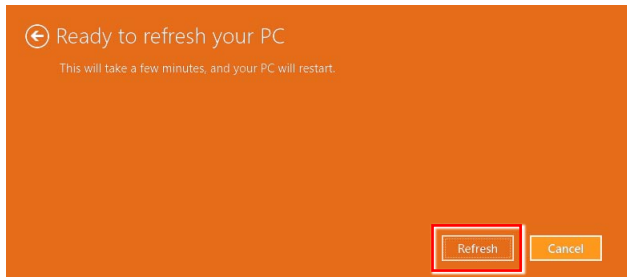 Ready to refresh your PC
This will take a few minutes, and your PC will restart.
Refresh
Cancel